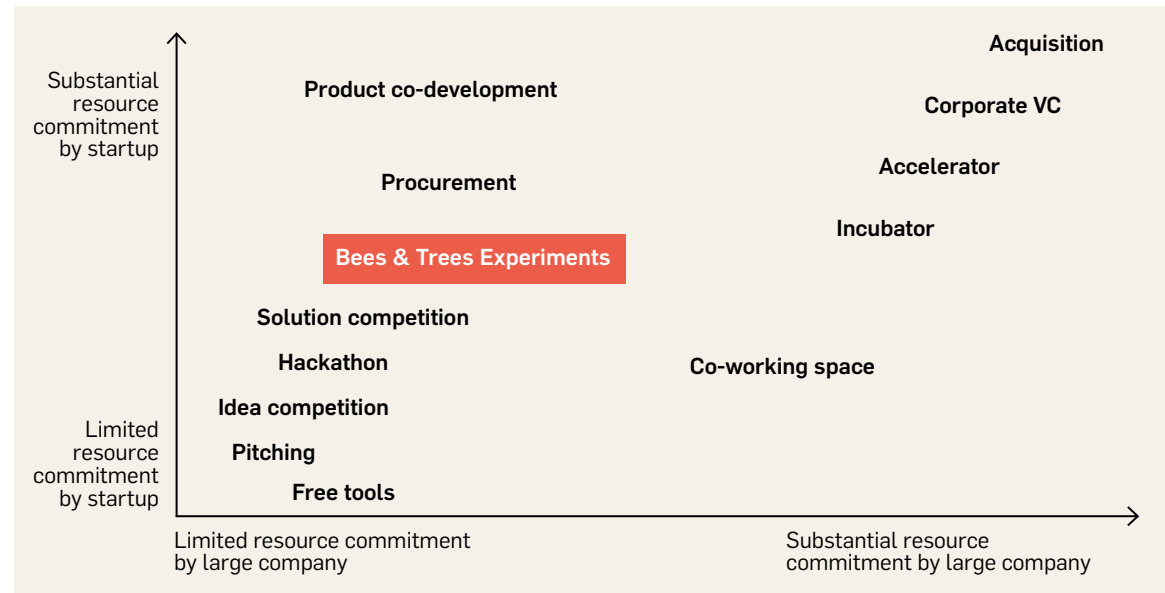 Acquisition
Substantial
resource
commitment
by startup
Product co-development
Corporate VC
Accelerator
Procurement
Incubator
Bees & Trees Experiments
Solution competition
Hackathon
Co-working space
Idea competition
Limited
resource
commitment
by startup
Pitching
Free tools
Limited resource commitment
by large company
Substantial resource
commitment by large company